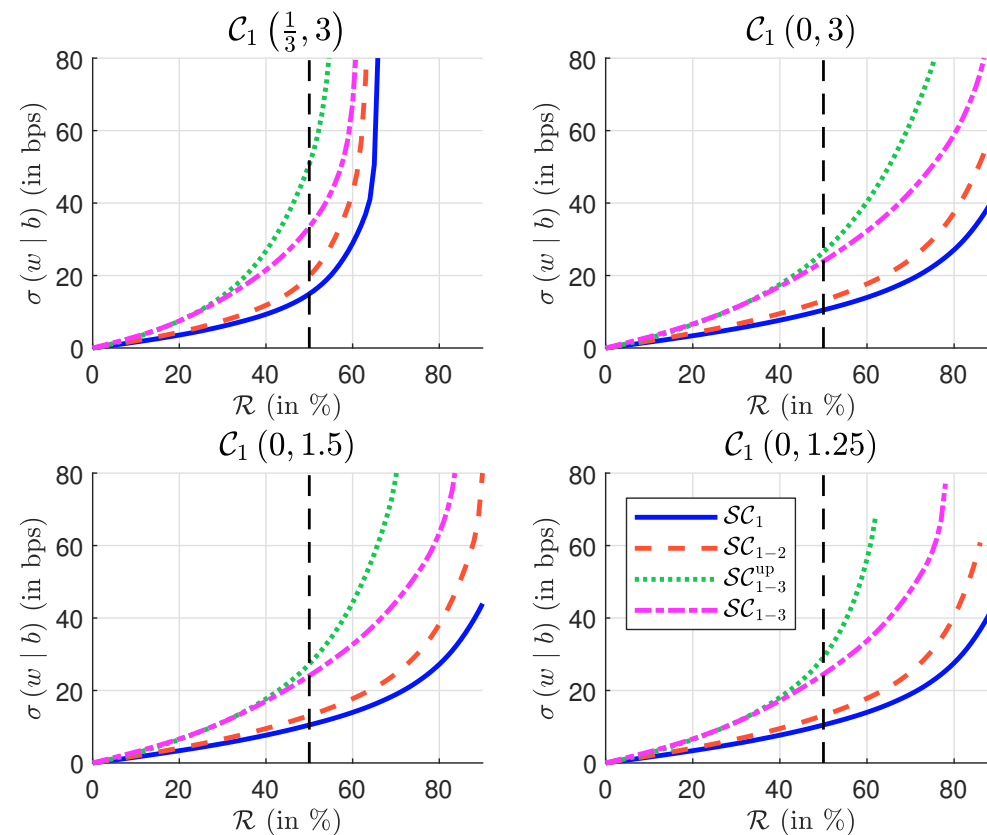 𝒞₁ (1/3, 3)
σ (w | b) (in bps)
80
60
40
20
0
0 20 40 60 80
ℛ (in %)
𝒞₁ (0, 3)
σ (w | b) (in bps)
80
60
40
20
0
0 20 40 60 80
ℛ (in %)
𝒞₁ (0, 1.5)
σ (w | b) (in bps)
80
60
40
20
0
0 20 40 60 80
ℛ (in %)
𝒞₁ (0, 1.25)
σ (w | b) (in bps)
80
60
40
20
0
0 20 40 60 80
ℛ (in %)
𝒮𝒞₁
𝒮𝒞₁₋₂
𝒮𝒞₁₋₃ᵘᵖ
𝒮𝒞₁₋₃